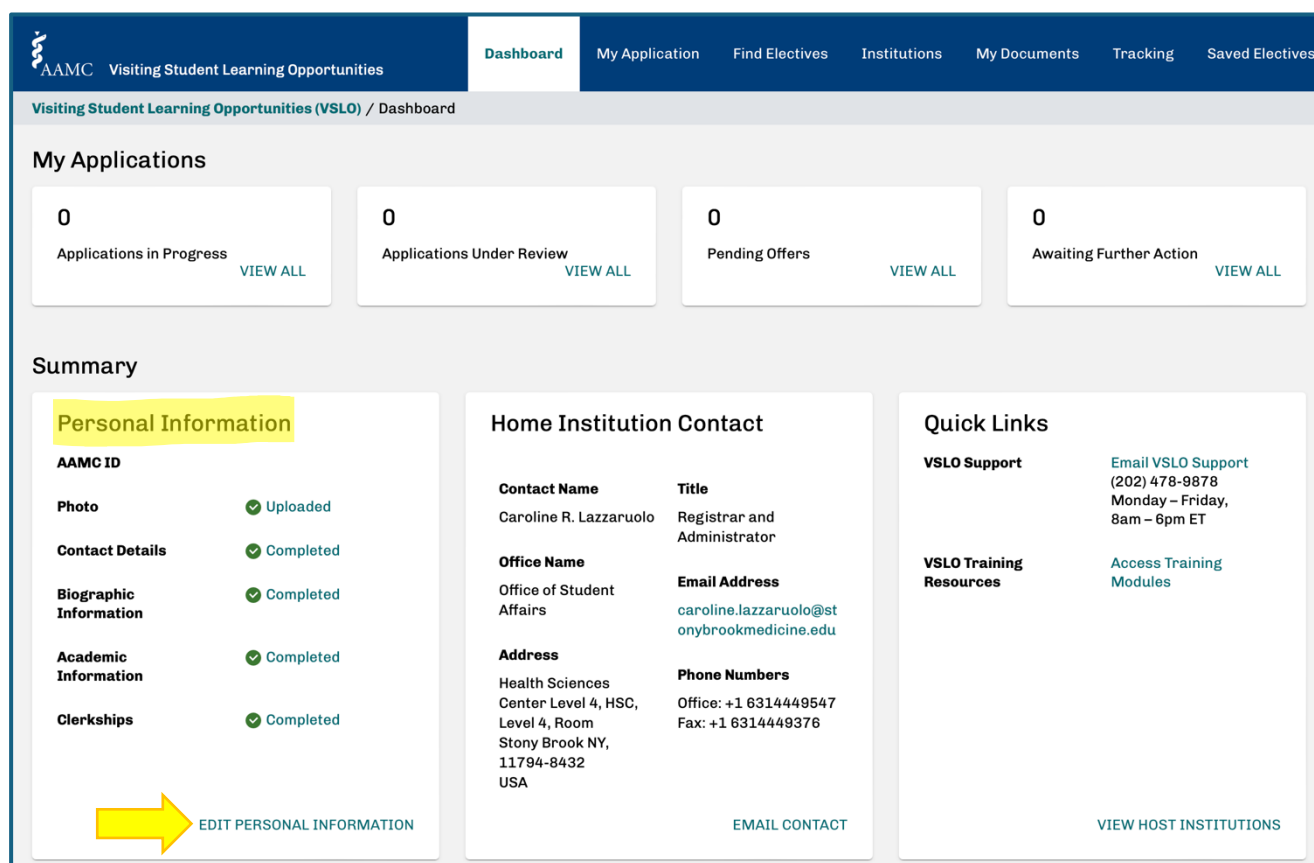 AAMC Visiting Student Learning Opportunities
Dashboard My Application Find Electives Institutions My Documents Tracking Saved Electives
Visiting Student Learning Opportunities (VSLO) / Dashboard
My Applications
0
Applications in Progress
VIEW ALL
0
Applications Under Review
VIEW ALL
0
Pending Offers
VIEW ALL
0
Awaiting Further Action
VIEW ALL
Summary
Personal Information
AAMC ID
Photo Uploaded
Contact Details Completed
Biographic
Information
Completed
Academic
Information
Completed
Clerkships Completed
EDIT PERSONAL INFORMATION
Home Institution Contact
Contact Name
Caroline R. Lazzaruolo
Office Name
Office of Student
Affairs
Address
Health Sciences
Center Level 4, HSC,
Level 4, Room
Stony Brook NY,
11794-8432
USA
Title
Registrar and
Administrator
Email Address
caroline.lazzaruolo@st
onybrookmedicine.edu
Phone Numbers
Office: +1 6314449547
Fax: +1 6314449376
EMAIL CONTACT
Quick Links
VSLO Support
Email VSLO Support
(202) 478-9878
Monday – Friday,
8am – 6pm ET
VSLO Training
Resources
Access Training
Modules
VIEW HOST INSTITUTIONS